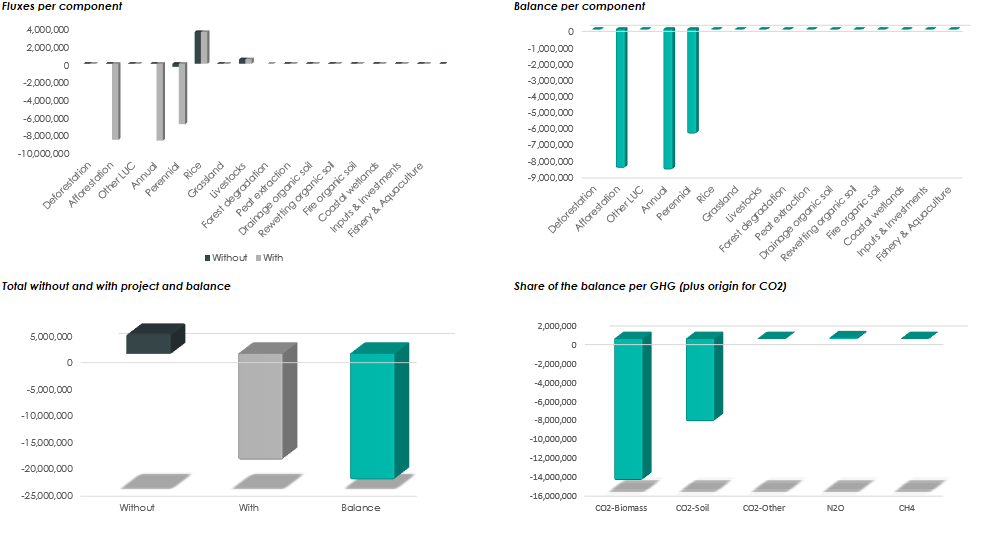 Fluxes per component
4,000,000
2,000,000
0
-2,000,000
-4,000,000
-6,000,000
-8,000,000
-10,000,000
Deforestation
Afforestation
Other LUC
Annual
Perennial
Rice
Grassland
Livestocks
Forest degradation
Peat extraction
Drainage organic soil
Rewetting organic soil
Fire organic soil
Coastal wetlands
Inputs & Investments
Fishery & Aquaculture
Without With
Balance per component
0
-1,000,000
-2,000,000
-3,000,000
-4,000,000
-5,000,000
-6,000,000
-7,000,000
-8,000,000
-9,000,000
Deforestation
Afforestation
Other LUC
Annual
Perennial
Rice
Grassland
Livestocks
Forest degradation
Peat extraction
Drainage organic soil
Rewetting organic soil
Fire organic soil
Coastal wetlands
Inputs & Investments
Fishery & Aquaculture
Total without and with project and balance
5,000,000
0
-5,000,000
-10,000,000
-15,000,000
-20,000,000
-25,000,000
Without With Balance
Share of the balance per GHG (plus origin for CO2)
2,000,000
0
-2,000,000
-4,000,000
-6,000,000
-8,000,000
-10,000,000
-12,000,000
-14,000,000
-16,000,000
CO2-Biomass CO2-Soil CO2-Other N2O CH4